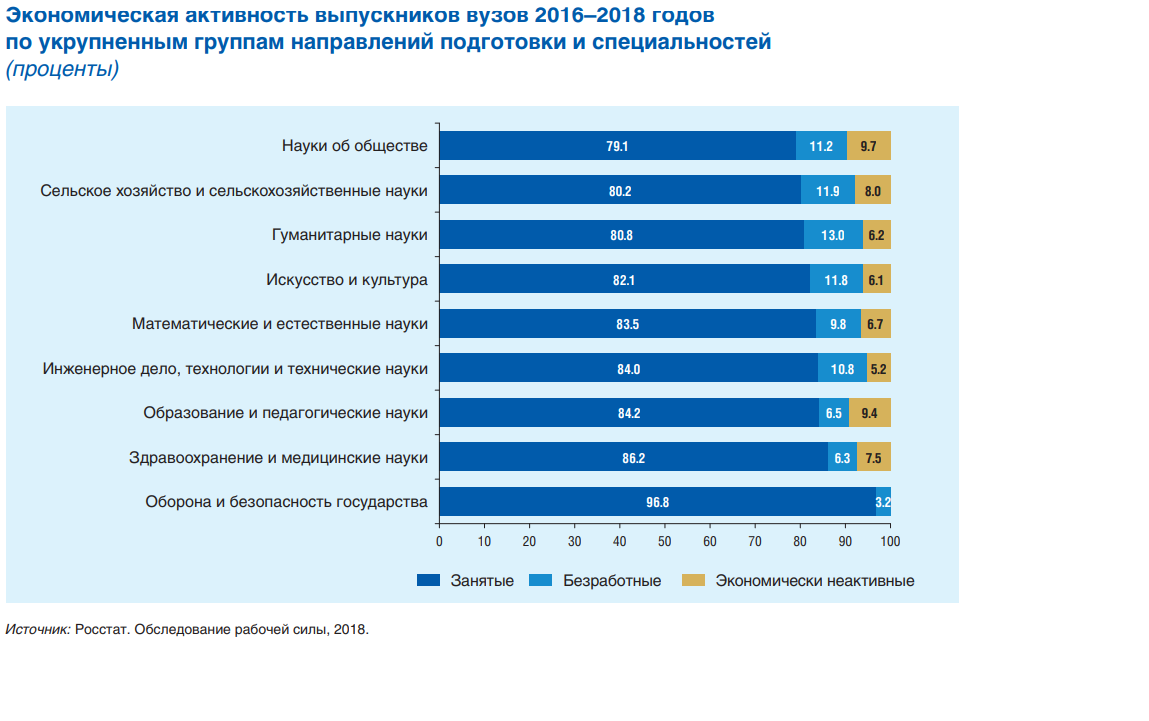 Экономическая активность выпускников вузов 2016–2018 годов
по укрупненным группам направлений подготовки и специальностей
(проценты)
Науки об обществе 79.1 11.2 9.7
Сельское хозяйство и сельскохозяйственные науки 80.2 11.9 8.0
Гуманитарные науки 80.8 13.0 6.2
Искусство и культура 82.1 11.8 6.1
Математические и естественные науки 83.5 9.8 6.7
Инженерное дело, технологии и технические науки 84.0 10.8 5.2
Образование и педагогические науки 84.2 6.5 9.4
Здравоохранение и медицинские науки 86.2 6.3 7.5
Оборона и безопасность государства 96.8 3.2
0 10 20 30 40 50 60 70 80 90 100
Занятые Безработные Экономически неактивные
Источник: Росстат. Обследование рабочей силы, 2018.